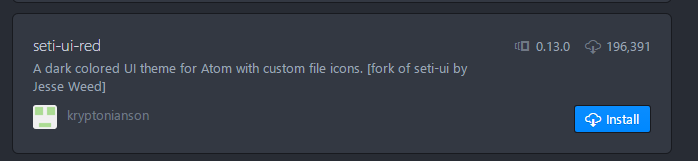 seti-ui-red
0.13.0
196,391
A dark colored UI theme for Atom with custom file icons. [fork of seti-ui by
Jesse Weed]
kryptonianson
Install